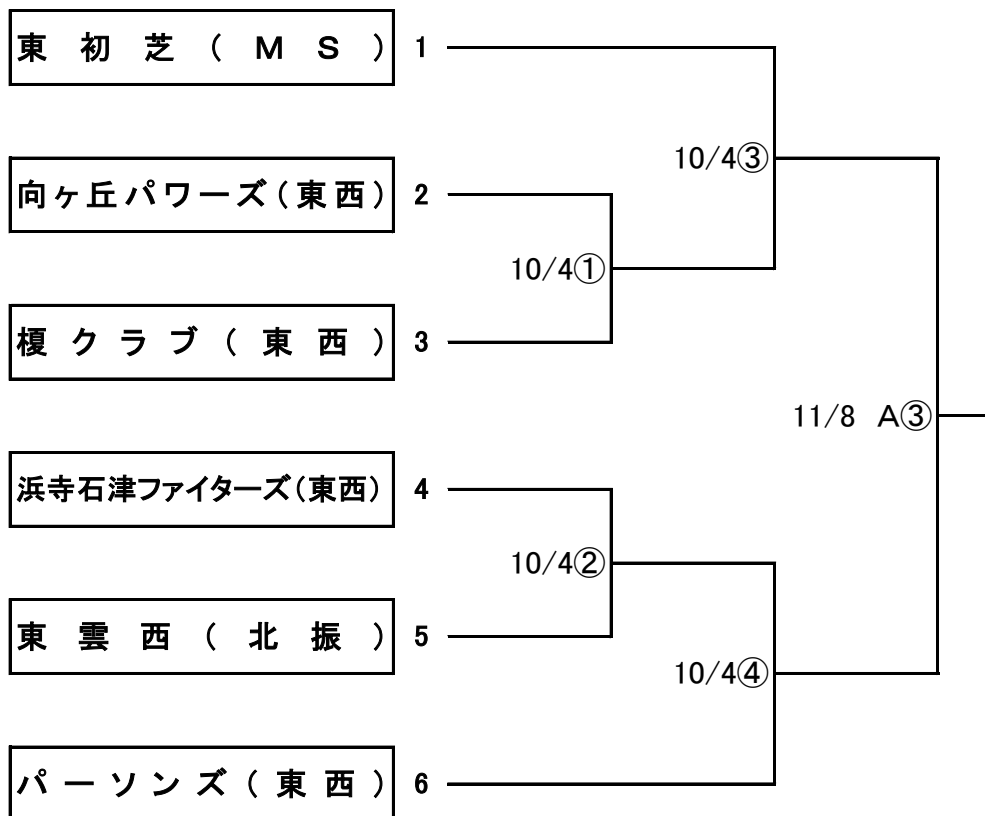 東初芝(MS) 1
10/4③
向ヶ丘パワーズ(東西) 2
10/4①
榎クラブ(東西) 3
11/8 A③
浜寺石津ファイターズ(東西) 4
10/4②
東雲西(北振) 5
10/4④
パーソンズ(東西) 6